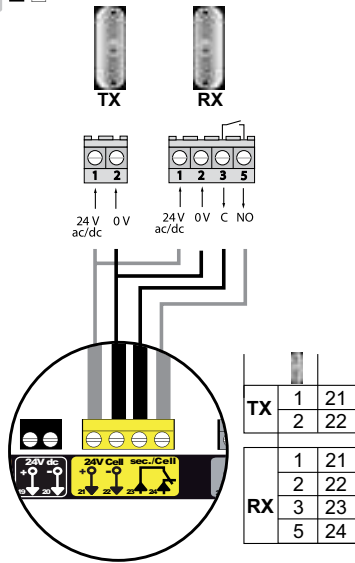 TX RX
1 2 1 2 3 5
24 V 0 V 24 V 0 V C NO
ac/dc ac/dc
24V dc 24V Cell sec./Cell
+ - + -
19 20 21 22 23 24
TX 1 21
2 22
RX 1 21
2 22
3 23
5 24